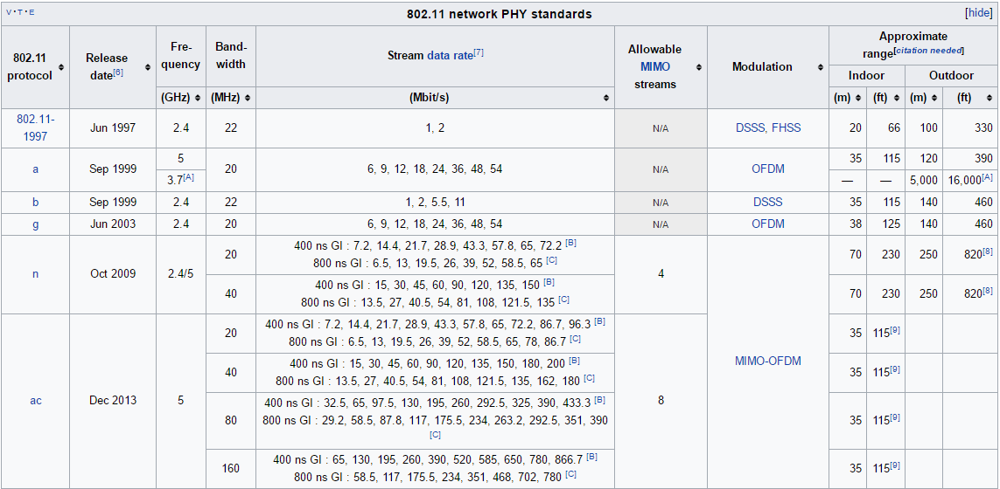 V · T · E 802.11 network PHY standards [hide]
802.11 protocol Release date[6] Fre-quency Band-width Stream data rate[7] Allowable MIMO streams Modulation Approximate range[citation needed]
Indoor Outdoor
(GHz) (MHz) (Mbit/s) (m) (ft) (m) (ft)
802.11-1997 Jun 1997 2.4 22 1, 2 N/A DSSS, FHSS 20 66 100 330
a Sep 1999 5 20 6, 9, 12, 18, 24, 36, 48, 54 N/A OFDM 35 115 120 390
3.7[A] — — 5,000 16,000[A]
b Sep 1999 2.4 22 1, 2, 5.5, 11 N/A DSSS 35 115 140 460
g Jun 2003 2.4 20 6, 9, 12, 18, 24, 36, 48, 54 N/A OFDM 38 125 140 460
n Oct 2009 2.4/5 20 400 ns GI : 7.2, 14.4, 21.7, 28.9, 43.3, 57.8, 65, 72.2 [B]
800 ns GI : 6.5, 13, 19.5, 26, 39, 52, 58.5, 65 [C] 4 MIMO-OFDM 70 230 250 820[8]
40 400 ns GI : 15, 30, 45, 60, 90, 120, 135, 150 [B]
800 ns GI : 13.5, 27, 40.5, 54, 81, 108, 121.5, 135 [C] 70 230 250 820[8]
ac Dec 2013 5 20 400 ns GI : 7.2, 14.4, 21.7, 28.9, 43.3, 57.8, 65, 72.2, 86.7, 96.3 [B]
800 ns GI : 6.5, 13, 19.5, 26, 39, 52, 58.5, 65, 78, 86.7 [C] 8 35 115[9]
40 400 ns GI : 15, 30, 45, 60, 90, 120, 135, 150, 180, 200 [B]
800 ns GI : 13.5, 27, 40.5, 54, 81, 108, 121.5, 135, 162, 180 [C] 35 115[9]
80 400 ns GI : 32.5, 65, 97.5, 130, 195, 260, 292.5, 325, 390, 433.3 [B]
800 ns GI : 29.2, 58.5, 87.8, 117, 175.5, 234, 263.2, 292.5, 351, 390
[C] 35 115[9]
160 400 ns GI : 65, 130, 195, 260, 390, 520, 585, 650, 780, 866.7 [B]
800 ns GI : 58.5, 117, 175.5, 234, 351, 468, 702, 780 [C] 35 115[9]